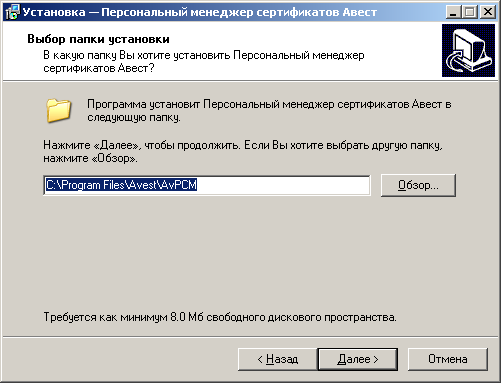 Установка — Персональный менеджер сертификатов Авест
Выбор папки установки
В какую папку Вы хотите установить Персональный менеджер
сертификатов Авест?
Программа установит Персональный менеджер сертификатов Авест в
следующую папку.
Нажмите «Далее», чтобы продолжить. Если Вы хотите выбрать другую папку,
нажмите «Обзор».
C:\Program Files\Avest\AvPCM
Обзор...
Требуется как минимум 8.0 Мб свободного дискового пространства.
< Назад
Далее >
Отмена